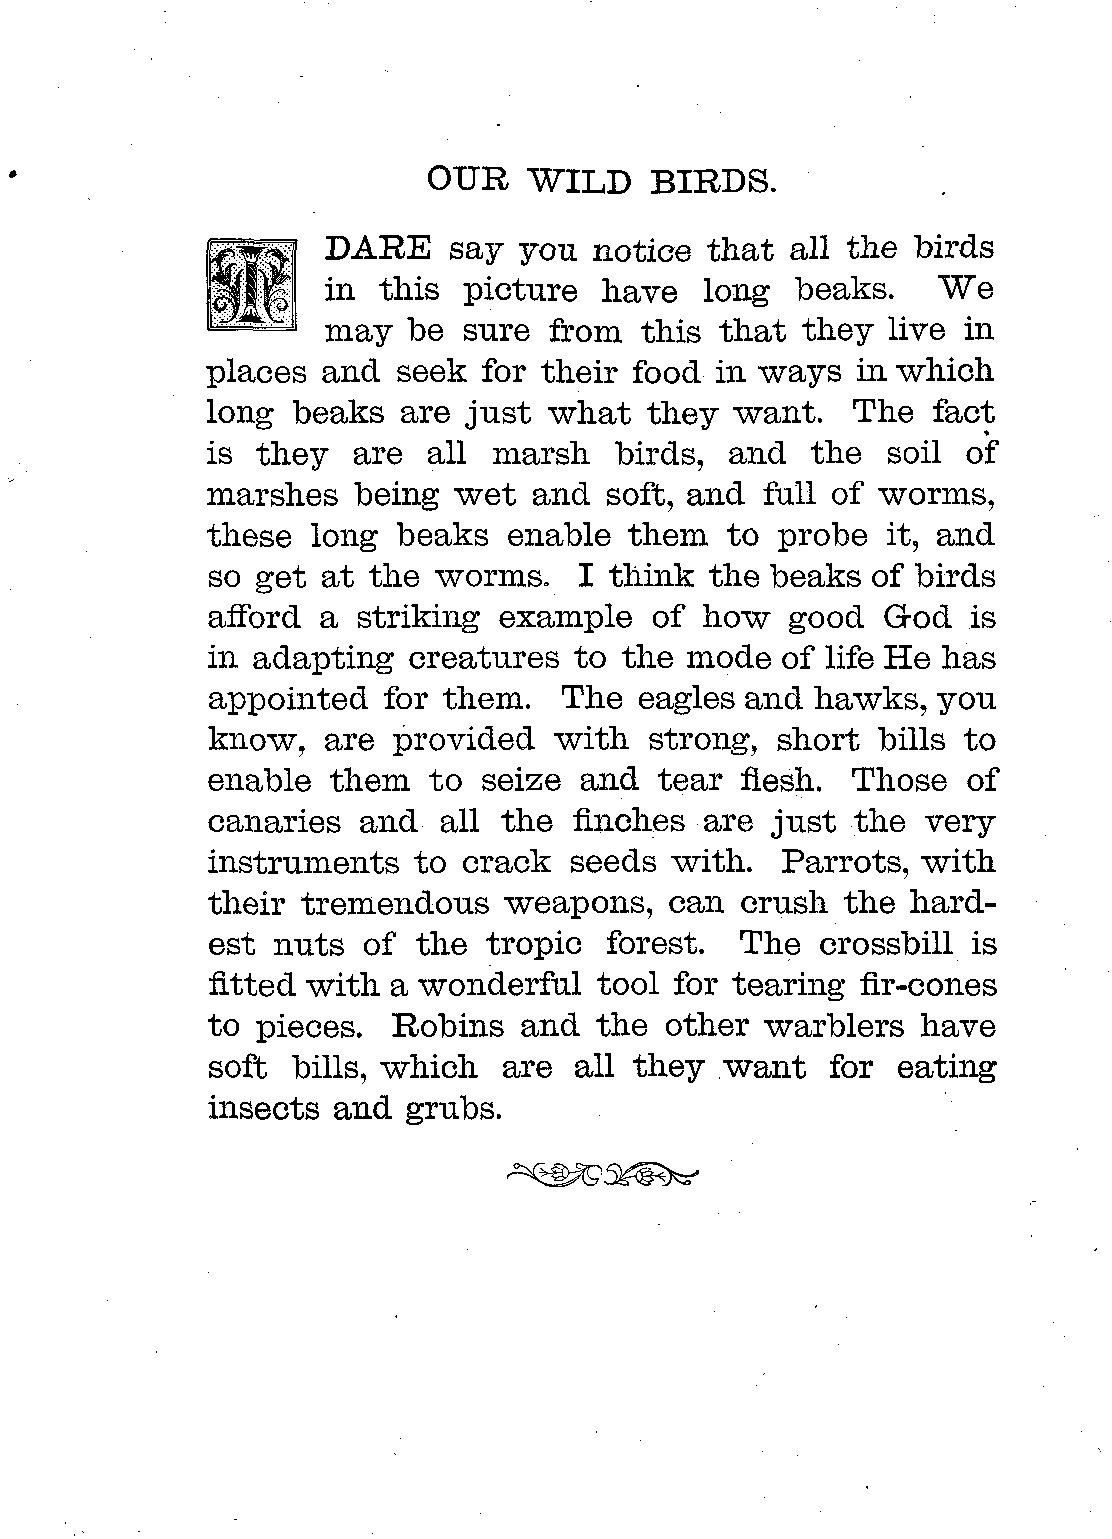 OUR WILD BIRDS.
I DARE say you notice that all the birds
in this picture have long beaks. We
may be sure from this that they live in
places and seek for their food in ways in which
long beaks are just what they want. The fact
is they are all marsh birds, and the soil of
marshes being wet and soft, and full of worms,
these long beaks enable them to probe it, and
so get at the worms. I think the beaks of birds
afford a striking example of how good God is
in adapting creatures to the mode of life He has
appointed for them. The eagles and hawks, you
know, are provided with strong, short bills to
enable them to seize and tear flesh. Those of
canaries and all the finches are just the very
instruments to crack seeds with. Parrots, with
their tremendous weapons, can crush the hard-
est nuts of the tropic forest. The crossbill is
fitted with a wonderful tool for tearing fir-cones
to pieces. Robins and the other warblers have
soft bills, which are all they want for eating
insects and grubs.